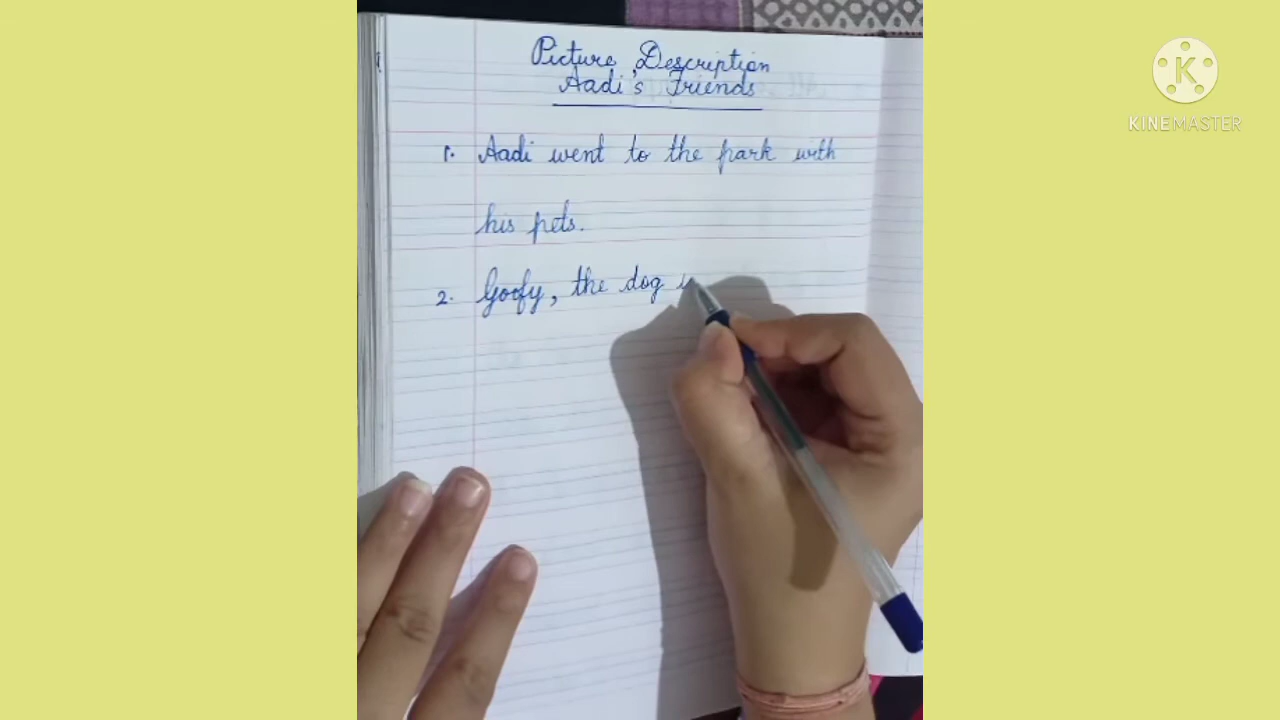 Picture Description
Aadi's Friends
1. Aadi went to the park with
his pets.
2. Goofy, the dog
K
KINEMASTER